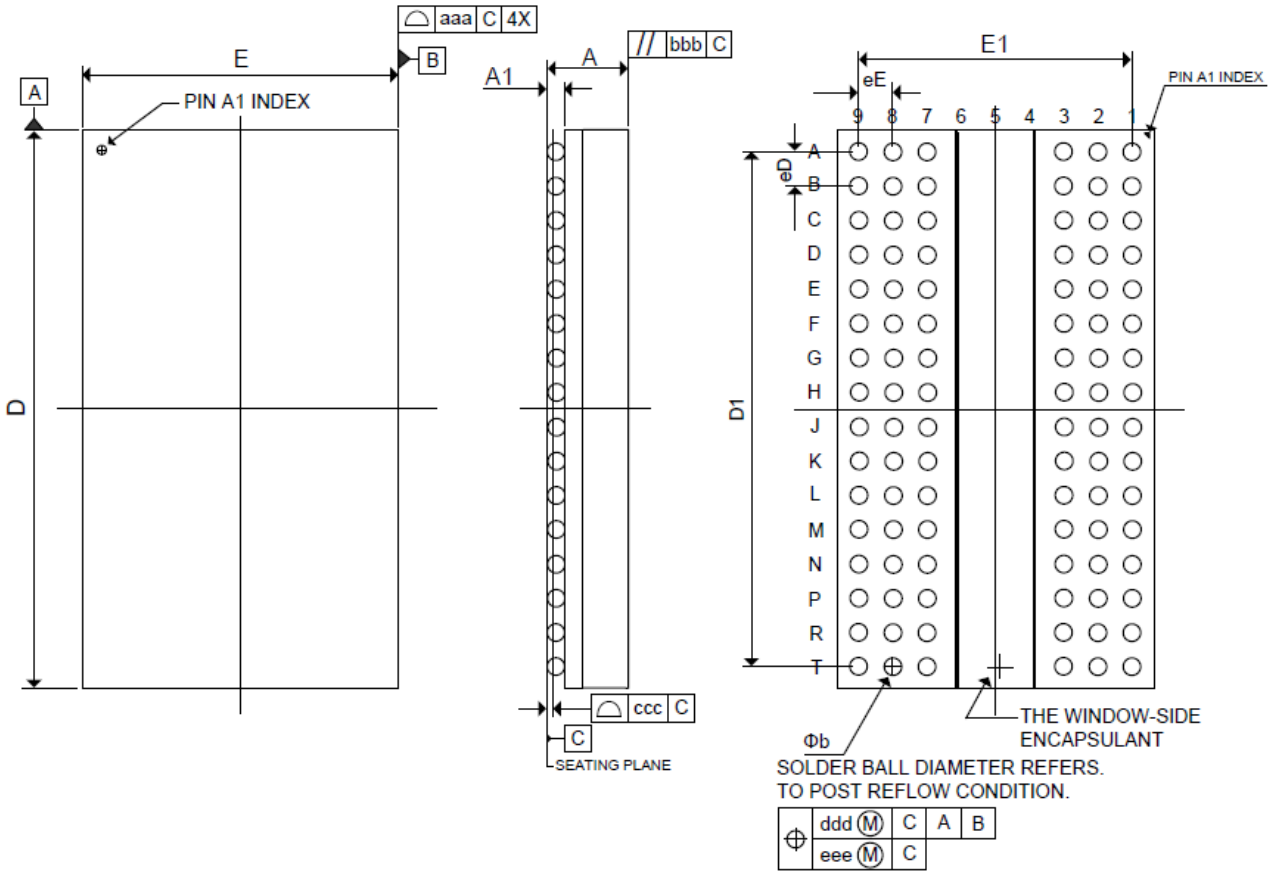 aaa C 4X
B
E
A
PIN A1 INDEX
D
// bbb C
A
A1
ccc C
C
SEATING PLANE
E1
eE
PIN A1 INDEX
9 8 7 6 5 4 3 2 1
eD
D1
A
B
C
D
E
F
G
H
J
K
L
M
N
P
R
T
THE WINDOW-SIDE
ENCAPSULANT
Φb
SOLDER BALL DIAMETER REFERS.
TO POST REFLOW CONDITION.
ddd Ⓜ C A B
eee Ⓜ C